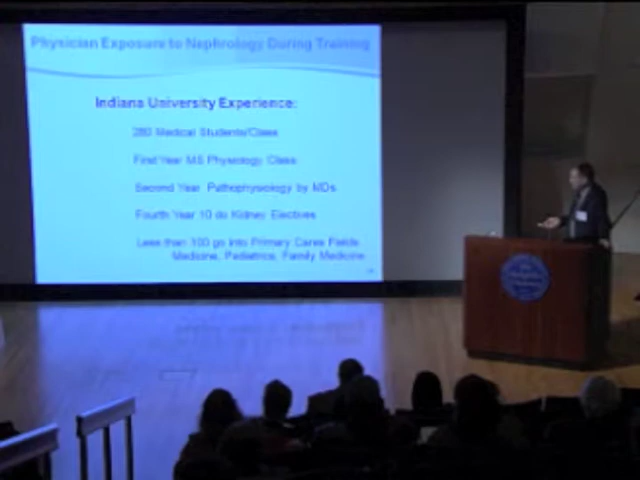 Physician Exposure to Nephrology During Training
Indiana University Experience:
280 Medical Students/Class
First Year MS Physiology Class
Second Year Pathophysiology by MDs
Fourth Year 10 do Kidney Electives
Less than 100 go into Primary Cares Fields
Medicine, Pediatrics, Family Medicine